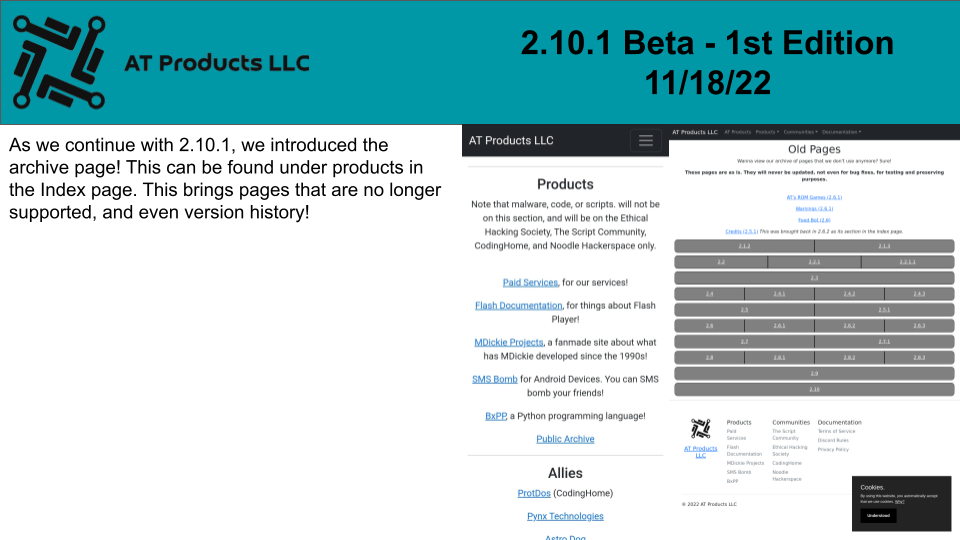 AT Products LLC
2.10.1 Beta - 1st Edition
11/18/22
As we continue with 2.10.1, we introduced the
archive page! This can be found under products in
the Index page. This brings pages that are no longer
supported, and even version history!
AT Products LLC
Products
Note that malware, code, or scripts. will not be
on this section, and will be on the Ethical
Hacking Society, The Script Community,
CodingHome, and Noodle Hackerspace only.
Paid Services, for our services!
Flash Documentation, for things about Flash
Player!
MDickie Projects, a fanmade site about what
has MDickie developed since the 1990s!
SMS Bomb for Android Devices. You can SMS
bomb your friends!
BxPP, a Python programming language!
Public Archive
Allies
ProtDos (CodingHome)
Pynx Technologies
Astro Dog
AT Products LLC AT Products Products Communities Documentation
Old Pages
Wanna view our archive of pages that we don't use anymore? Sure!
These pages are as is. They will never be updated, not even for bug fixes, for testing and preserving
purposes.
AT's ROM Games (2.6.1)
Warnings (2.6.1)
Food Bot (2.6)
Credits (2.5.1) This was brought back in 2.6.2 as its section in the index page.
2.1.2 2.1.3
2.2 2.2.1 2.2.1.1
2.3
2.4 2.4.1 2.4.2 2.4.3
2.5 2.5.1
2.6 2.6.1 2.6.2 2.6.3
2.7 2.7.1
2.8 2.8.1 2.8.2 2.8.3
2.9
2.10
AT Products
LLC
Products
Paid
Services
Flash
Documentation
MDickie Projects
SMS Bomb
BxPP
Communities
The Script
Community
Ethical Hacking
Society
CodingHome
Noodle
Hackerspace
Documentation
Terms of Service
Discord Rules
Privacy Policy
© 2022 AT Products LLC
Cookies.
By using this website, you automatically accept
that we use cookies. Why?
Understood